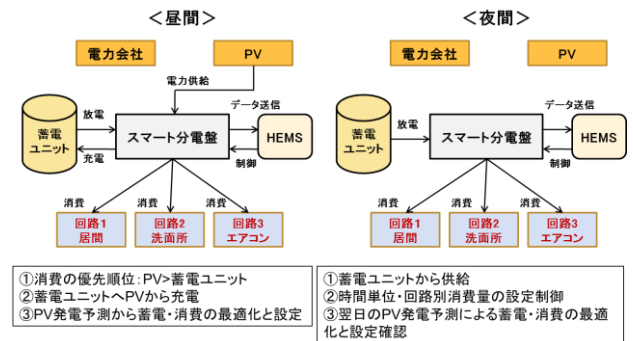 ＜昼間＞
電力会社
PV
電力供給
蓄電
ユニット
放電
充電
スマート分電盤
データ送信
HEMS
制御
消費
消費
消費
回路1
居間
回路2
洗面所
回路3
エアコン
①消費の優先順位：PV>蓄電ユニット
②蓄電ユニットへPVから充電
③PV発電予測から蓄電・消費の最適化と設定
＜夜間＞
電力会社
PV
蓄電
ユニット
放電
スマート分電盤
データ送信
HEMS
制御
消費
消費
消費
回路1
居間
回路2
洗面所
回路3
エアコン
①蓄電ユニットから供給
②時間単位・回路別消費量の設定制御
③翌日のPV発電予測による蓄電・消費の最適
化と設定確認